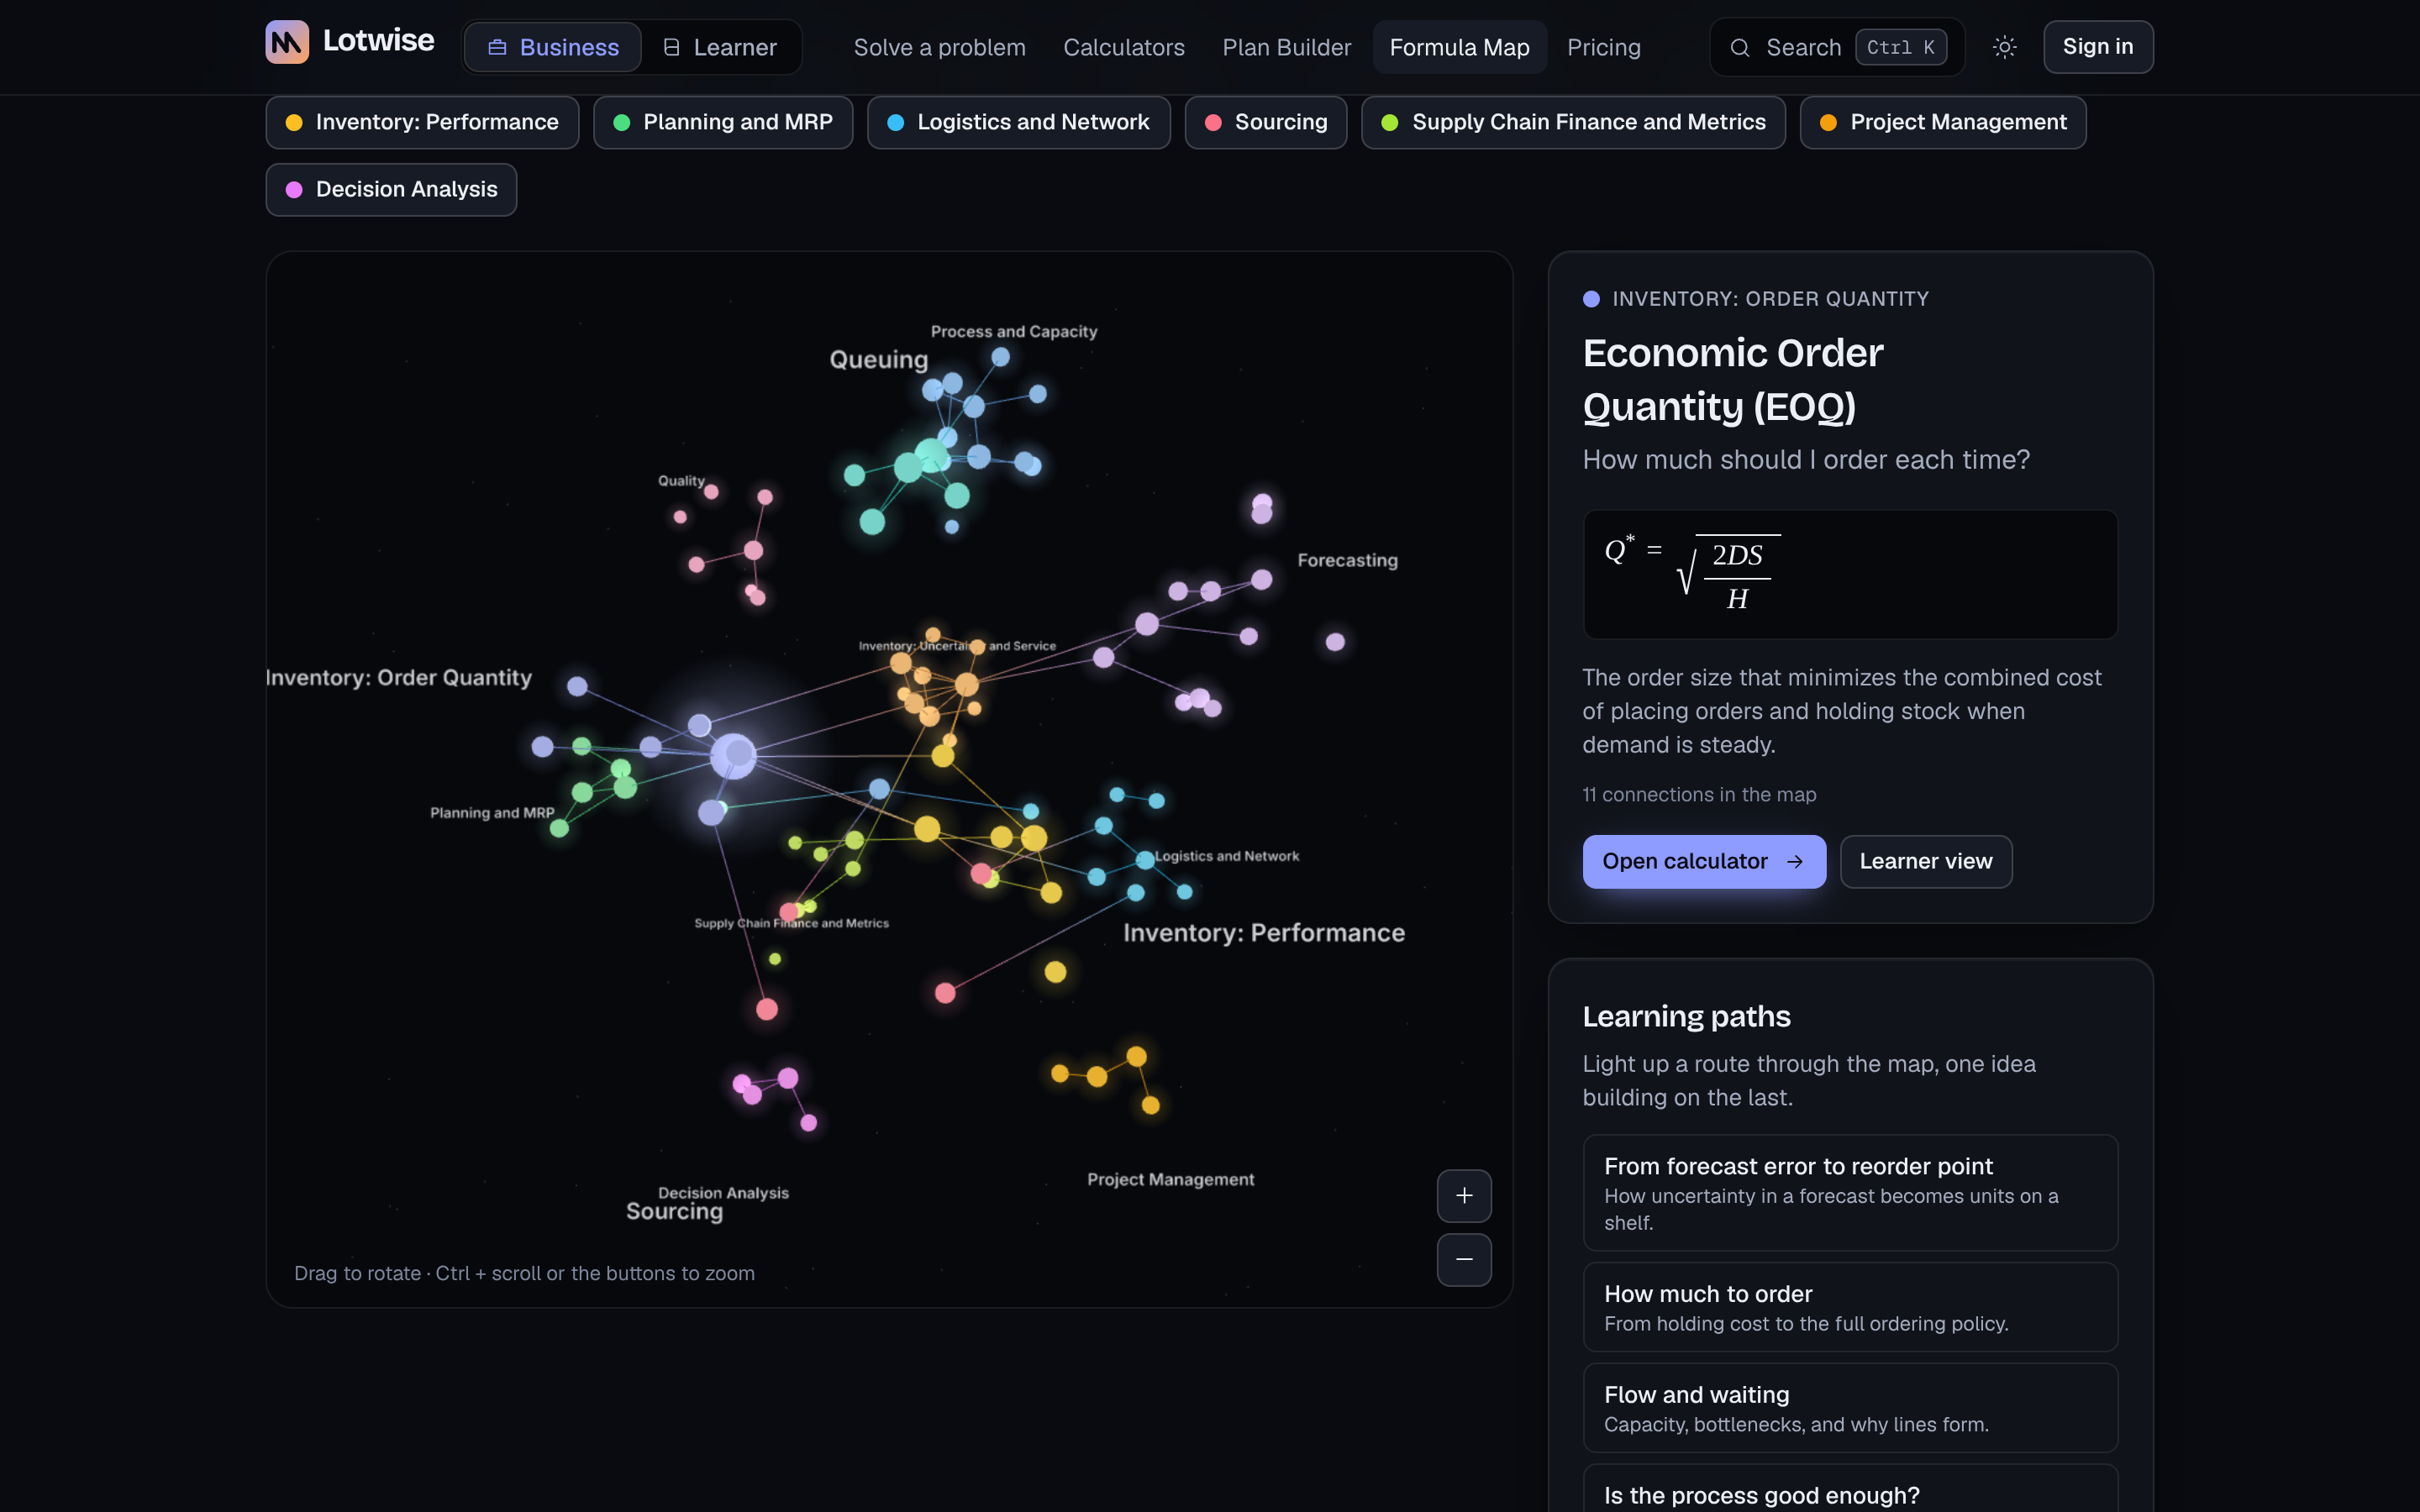 Lotwise
Business
Learner
Solve a problem
Calculators
Plan Builder
Formula Map
Pricing
Search
Ctrl K
Sign in
Inventory: Performance
Planning and MRP
Logistics and Network
Sourcing
Supply Chain Finance and Metrics
Project Management
Decision Analysis
Process and Capacity
Queuing
Quality
Forecasting
Inventory: Uncertainty and Service
Inventory: Order Quantity
Planning and MRP
Logistics and Network
Supply Chain Finance and Metrics
Inventory: Performance
Project Management
Decision Analysis
Sourcing
+
−
Drag to rotate · Ctrl + scroll or the buttons to zoom
INVENTORY: ORDER QUANTITY
Economic Order
Quantity (EOQ)
How much should I order each time?
Q* = √(2DS/H)
The order size that minimizes the combined cost
of placing orders and holding stock when
demand is steady.
11 connections in the map
Open calculator →
Learner view
Learning paths
Light up a route through the map, one idea
building on the last.
From forecast error to reorder point
How uncertainty in a forecast becomes units on a
shelf.
How much to order
From holding cost to the full ordering policy.
Flow and waiting
Capacity, bottlenecks, and why lines form.
Is the process good enough?